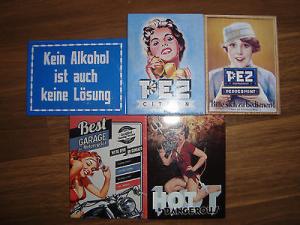 Kein Alkohol
ist auch
keine Lösung
PEZ
CITRON
PEZ
PEPPERMINT
Bitte sich zu bedienen!
Best
GARAGE
HOT
DANGEROUS